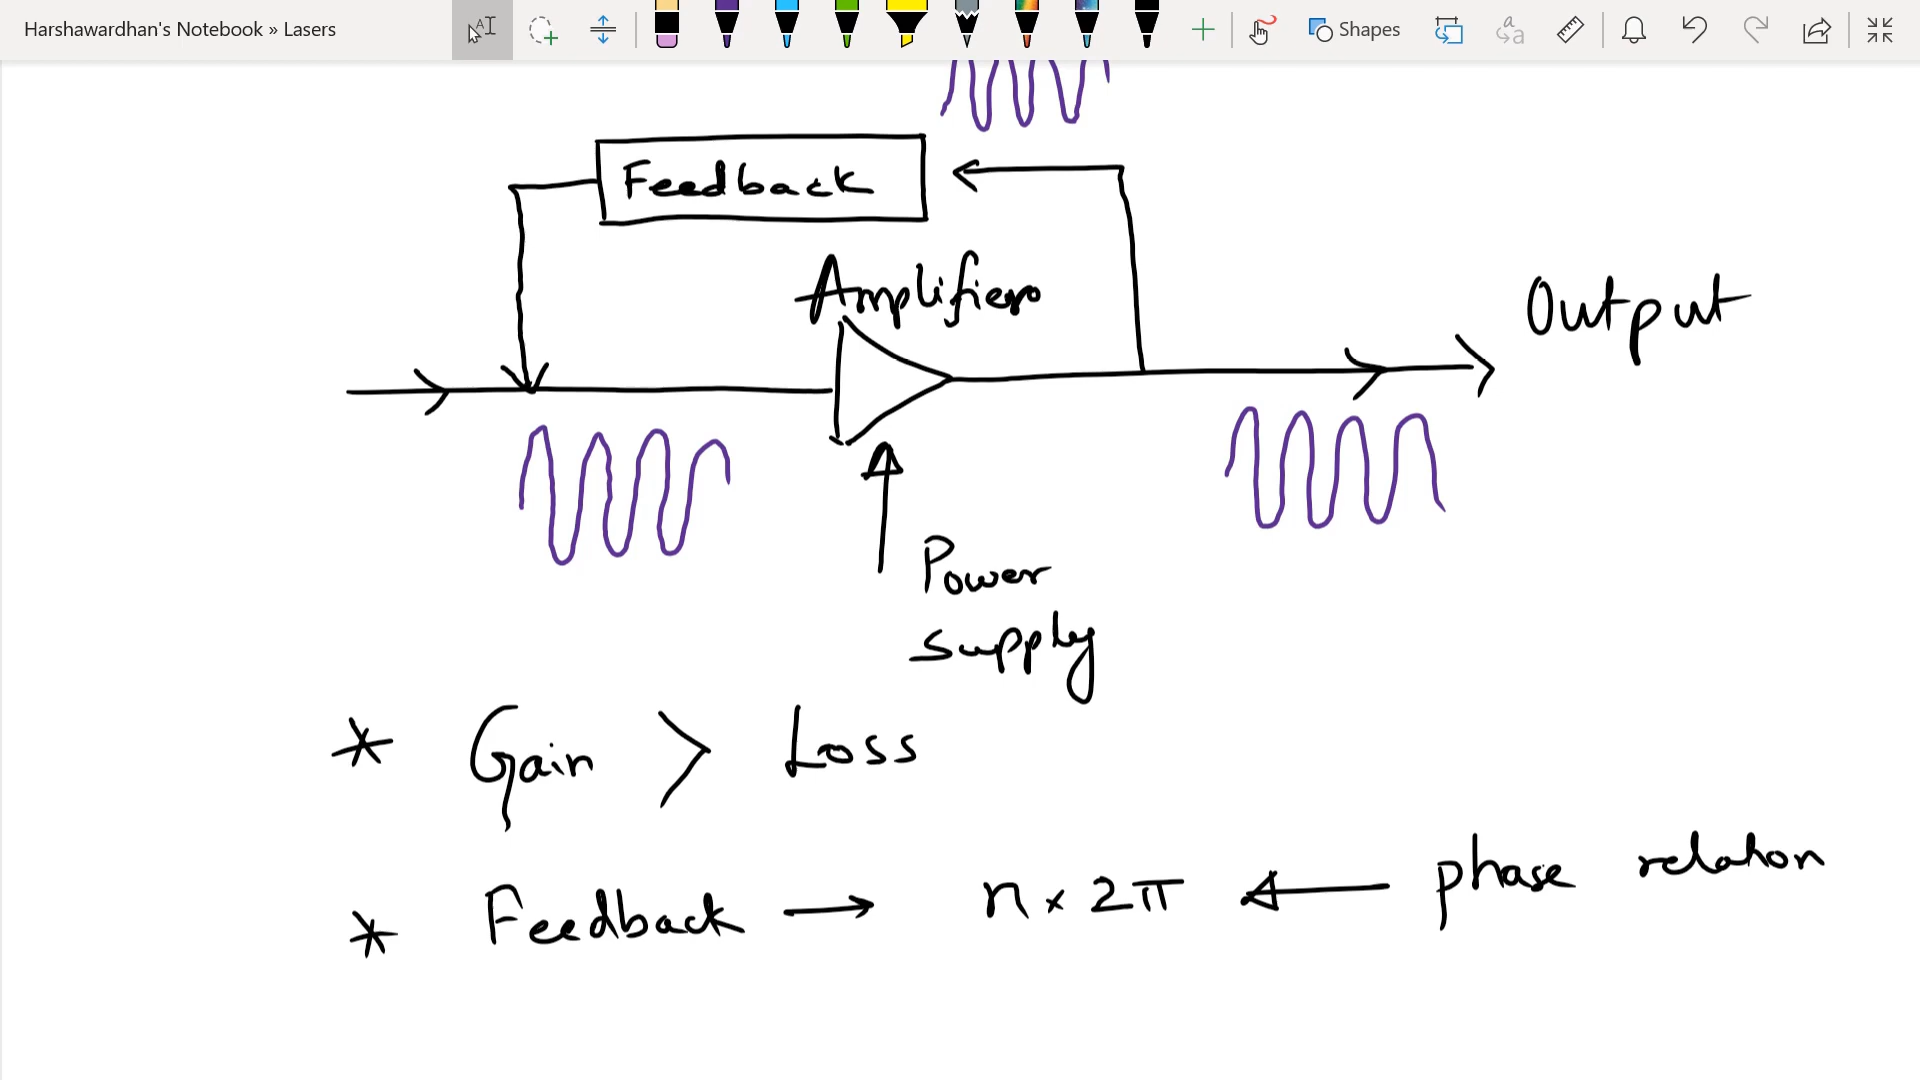 Harshawardhan's Notebook » Lasers
Shapes
Feedback
Amplifier
Output
Power
supply
* Gain > Loss
* Feedback → n × 2π ← phase relation